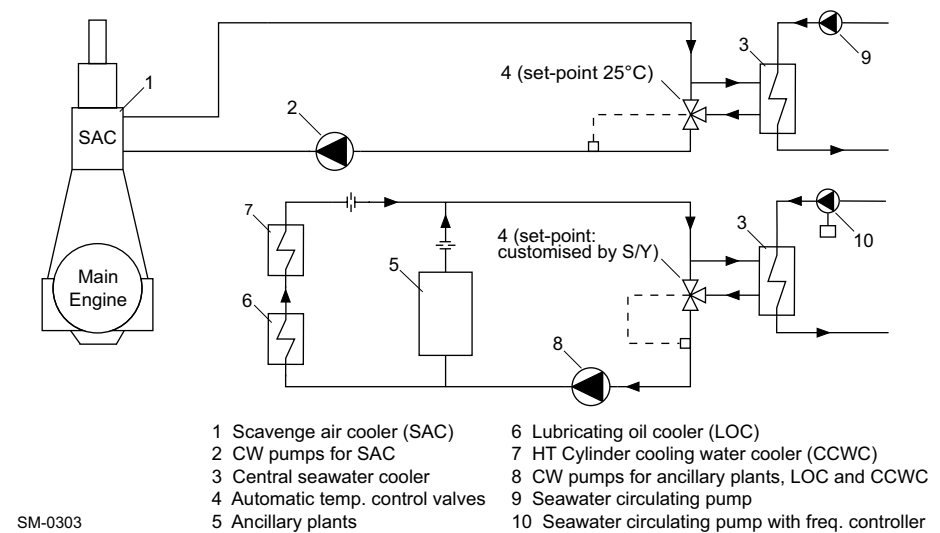 1
SAC
2
4 (set-point 25°C)
3
9
Main
Engine
7
6
5
4 (set-point:
customised by S/Y)
3
10
8
1 Scavenge air cooler (SAC)
2 CW pumps for SAC
3 Central seawater cooler
4 Automatic temp. control valves
5 Ancillary plants
6 Lubricating oil cooler (LOC)
7 HT Cylinder cooling water cooler (CCWC)
8 CW pumps for ancillary plants, LOC and CCWC
9 Seawater circulating pump
10 Seawater circulating pump with freq. controller
SM-0303